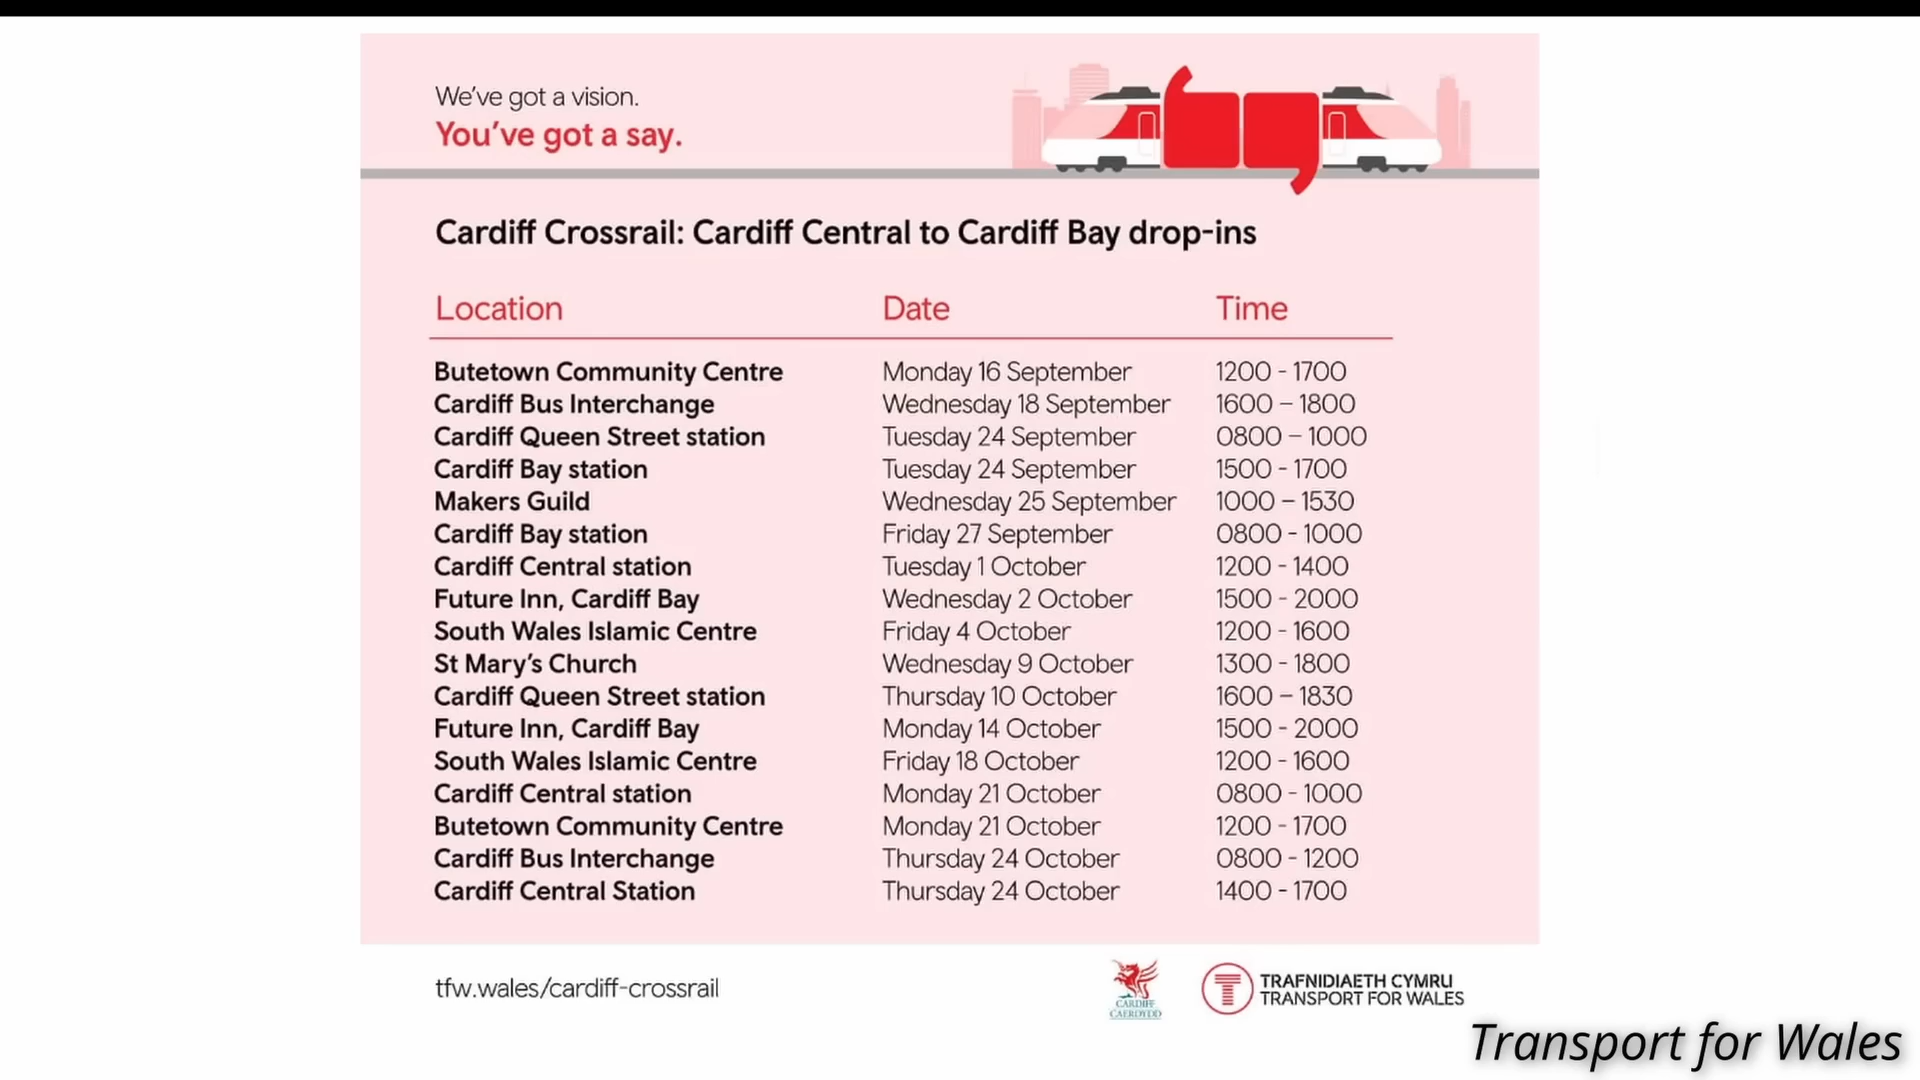 We've got a vision.
You've got a say.
Cardiff Crossrail: Cardiff Central to Cardiff Bay drop-ins
Location Date Time
Butetown Community Centre Monday 16 September 1200 - 1700
Cardiff Bus Interchange Wednesday 18 September 1600 – 1800
Cardiff Queen Street station Tuesday 24 September 0800 – 1000
Cardiff Bay station Tuesday 24 September 1500 - 1700
Makers Guild Wednesday 25 September 1000 – 1530
Cardiff Bay station Friday 27 September 0800 - 1000
Cardiff Central station Tuesday 1 October 1200 - 1400
Future Inn, Cardiff Bay Wednesday 2 October 1500 - 2000
South Wales Islamic Centre Friday 4 October 1200 - 1600
St Mary's Church Wednesday 9 October 1300 - 1800
Cardiff Queen Street station Thursday 10 October 1600 – 1830
Future Inn, Cardiff Bay Monday 14 October 1500 - 2000
South Wales Islamic Centre Friday 18 October 1200 - 1600
Cardiff Central station Monday 21 October 0800 - 1000
Butetown Community Centre Monday 21 October 1200 - 1700
Cardiff Bus Interchange Thursday 24 October 0800 - 1200
Cardiff Central Station Thursday 24 October 1400 - 1700
tfw.wales/cardiff-crossrail
CARDIFF
CAERDYDD
TRAFNIDIAETH CYMRU
TRANSPORT FOR WALES
Transport for Wales